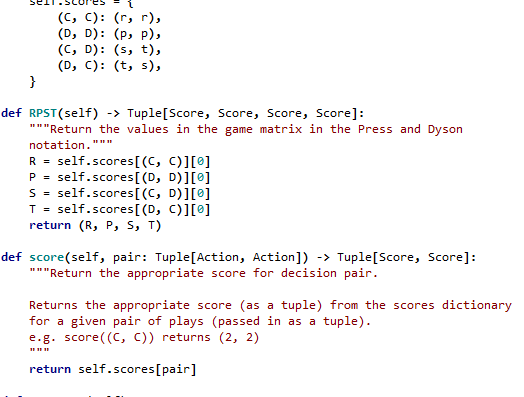 self.scores = {
(C, C): (r, r),
(D, D): (p, p),
(C, D): (s, t),
(D, C): (t, s),
}
def RPST(self) -> Tuple[Score, Score, Score, Score]:
"""Return the values in the game matrix in the Press and Dyson
notation."""
R = self.scores[(C, C)][0]
P = self.scores[(D, D)][0]
S = self.scores[(C, D)][0]
T = self.scores[(D, C)][0]
return (R, P, S, T)
def score(self, pair: Tuple[Action, Action]) -> Tuple[Score, Score]:
"""Return the appropriate score for decision pair.
Returns the appropriate score (as a tuple) from the scores dictionary
for a given pair of plays (passed in as a tuple).
e.g. score((C, C)) returns (2, 2)
"""
return self.scores[pair]